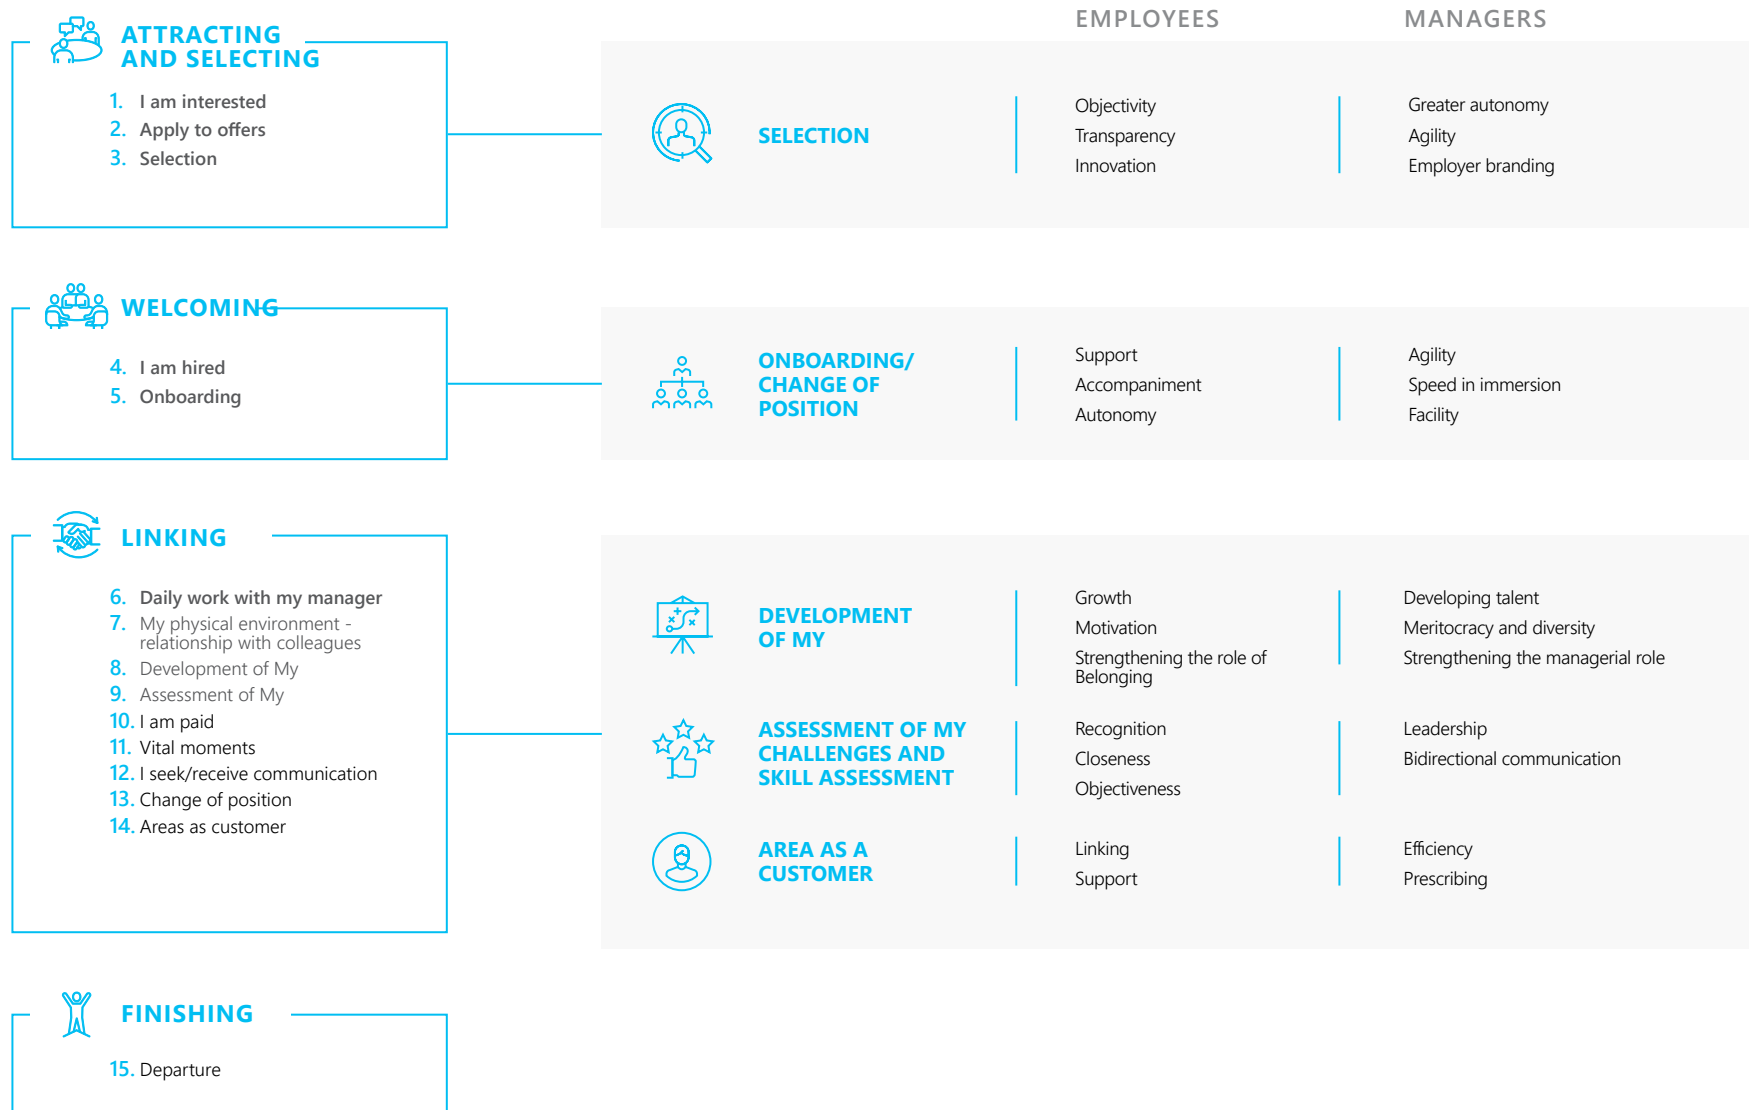 EMPLOYEES
MANAGERS
ATTRACTING
AND SELECTING
1. I am interested
2. Apply to offers
3. Selection
SELECTION
Objectivity
Transparency
Innovation
Greater autonomy
Agility
Employer branding
WELCOMING
4. I am hired
5. Onboarding
ONBOARDING/
CHANGE OF
POSITION
Support
Accompaniment
Autonomy
Agility
Speed in immersion
Facility
LINKING
6. Daily work with my manager
7. My physical environment -
relationship with colleagues
8. Development of My
9. Assessment of My
10. I am paid
11. Vital moments
12. I seek/receive communication
13. Change of position
14. Areas as customer
DEVELOPMENT
OF MY
Growth
Motivation
Strengthening the role of
Belonging
Developing talent
Meritocracy and diversity
Strengthening the managerial role
ASSESSMENT OF MY
CHALLENGES AND
SKILL ASSESSMENT
Recognition
Closeness
Objectiveness
Leadership
Bidirectional communication
AREA AS A
CUSTOMER
Linking
Support
Efficiency
Prescribing
FINISHING
15. Departure